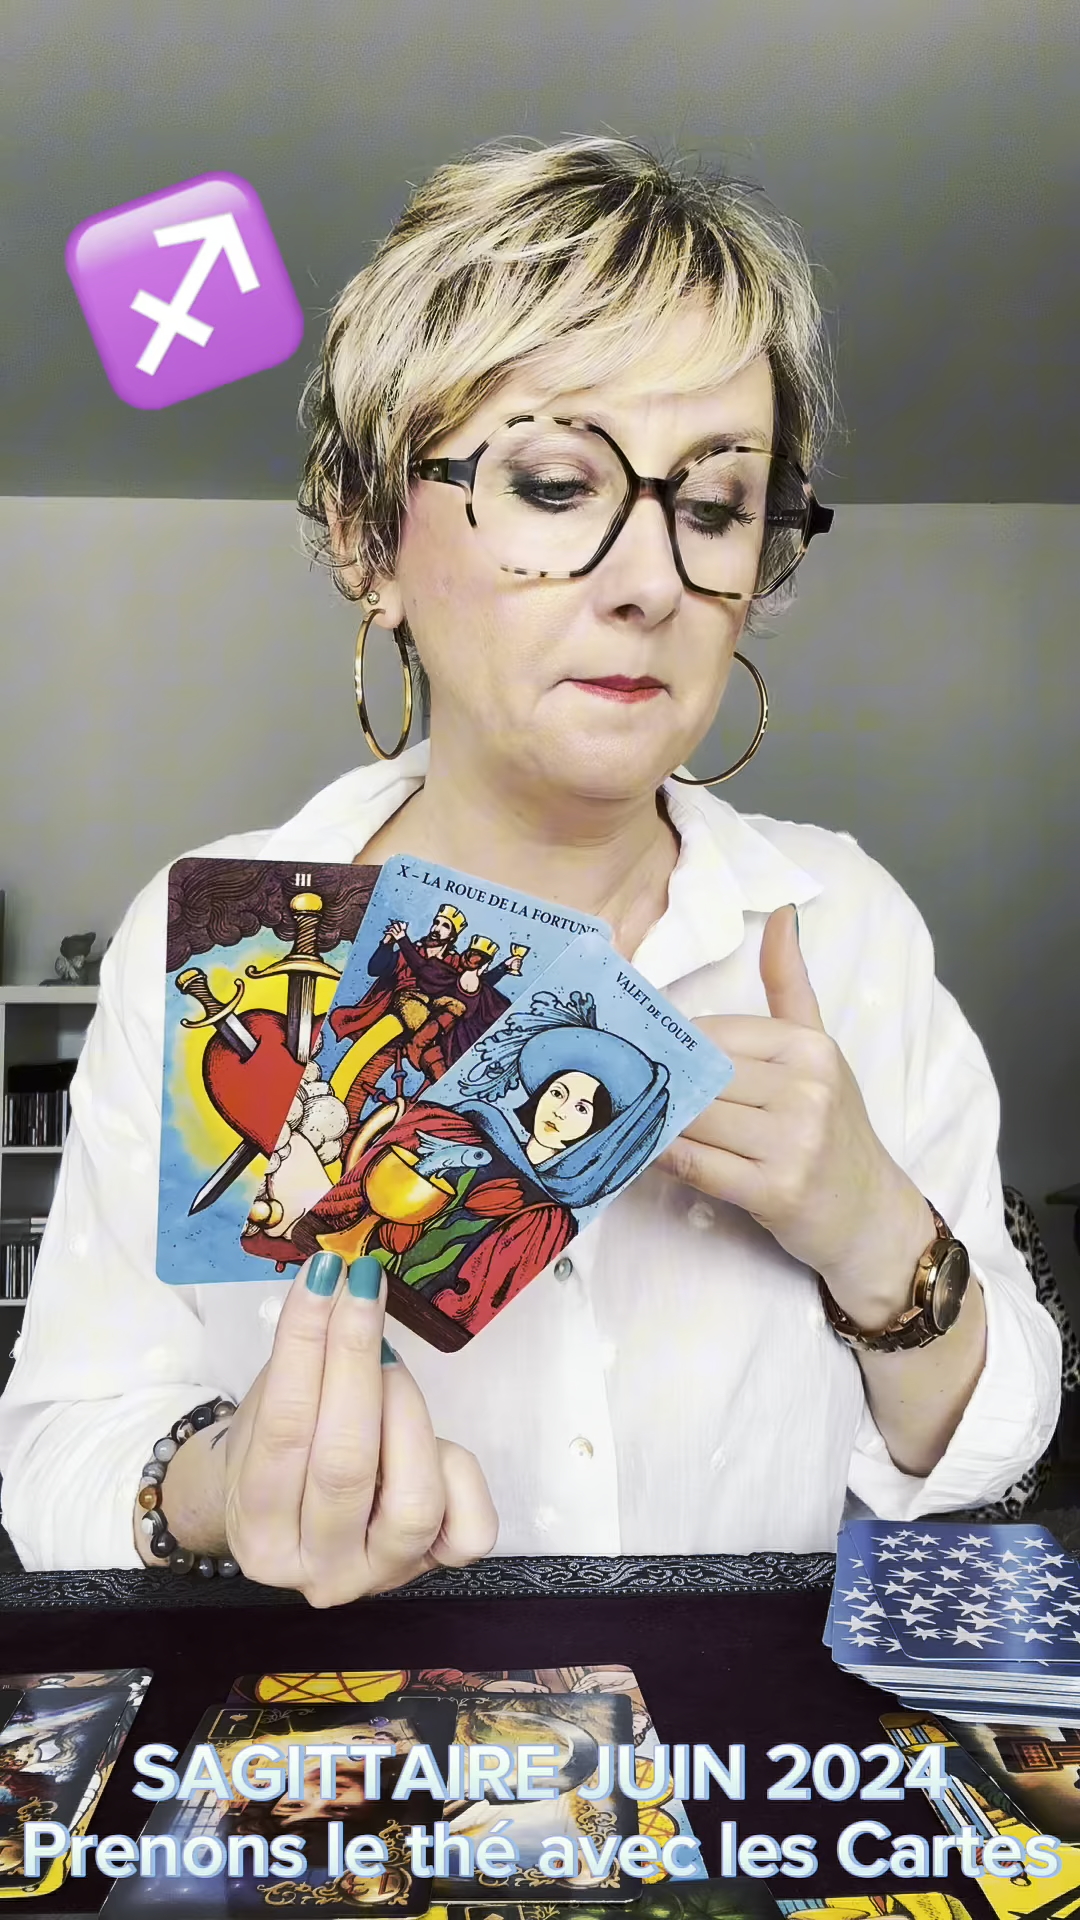 III
X - LA ROUE DE LA FORTUNE
VALET DE COUPE
SAGITTAIRE JUIN 2024
Prenons le thé avec les Cartes